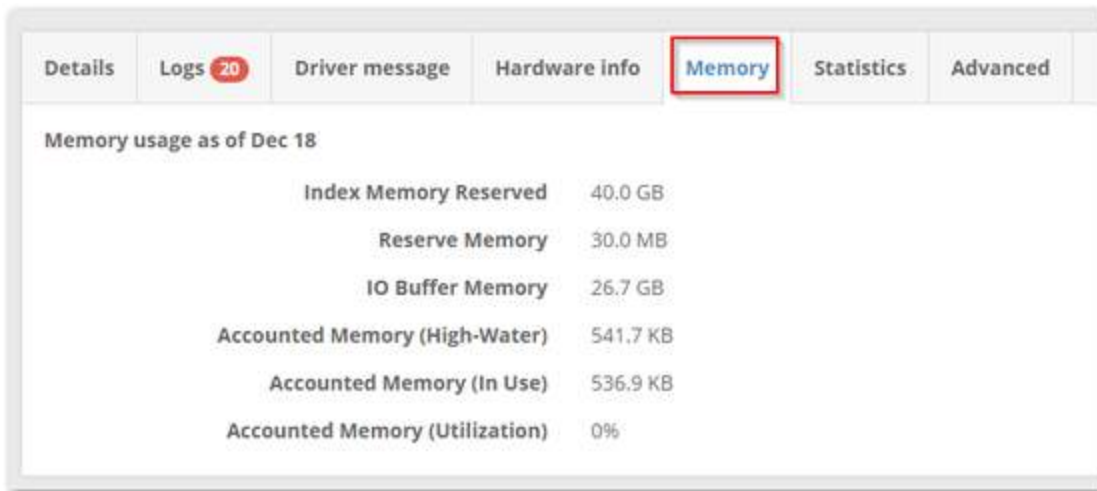 Details Logs 20 Driver message Hardware info Memory Statistics Advanced
Memory usage as of Dec 18
Index Memory Reserved 40.0 GB
Reserve Memory 30.0 MB
IO Buffer Memory 26.7 GB
Accounted Memory (High-Water) 541.7 KB
Accounted Memory (In Use) 536.9 KB
Accounted Memory (Utilization) 0%